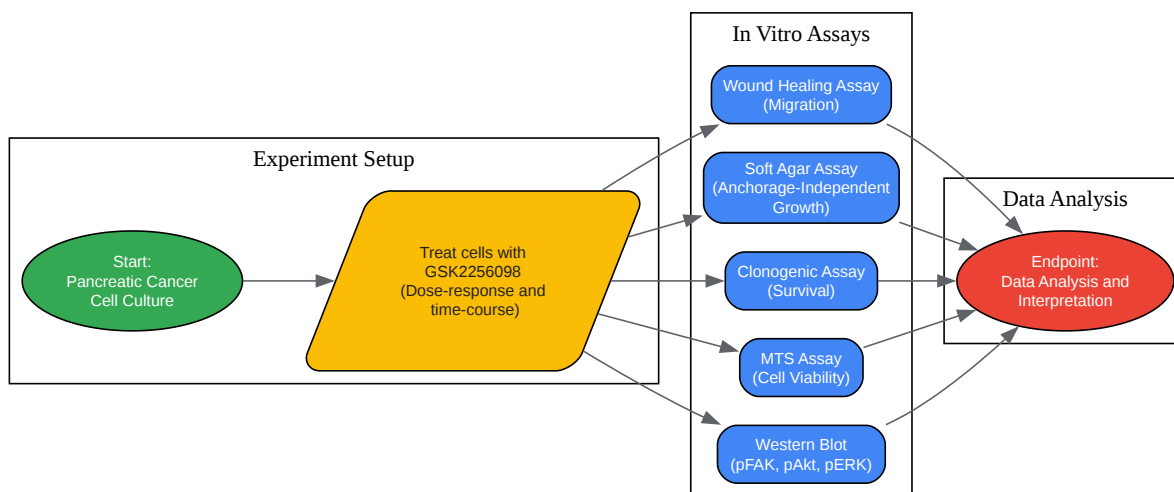 Experiment Setup
Start:
Pancreatic Cancer
Cell Culture
Treat cells with
GSK2256098
(Dose-response and
time-course)
In Vitro Assays
Wound Healing Assay
(Migration)
Soft Agar Assay
(Anchorage-Independent
Growth)
Clonogenic Assay
(Survival)
MTS Assay
(Cell Viability)
Western Blot
(pFAK, pAkt, pERK)
Data Analysis
Endpoint:
Data Analysis and
Interpretation